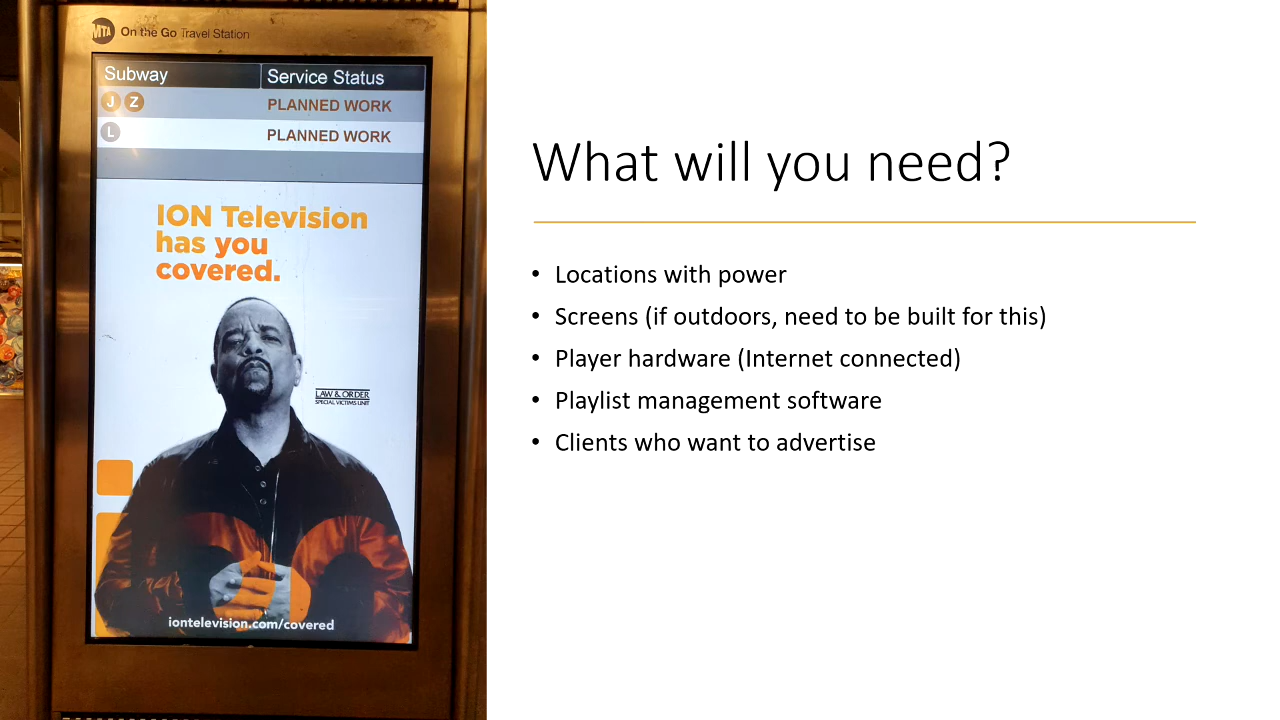 MTA On the Go Travel Station
Subway Service Status
J Z PLANNED WORK
L PLANNED WORK
ION Television
has you
covered.
LAW & ORDER
SPECIAL VICTIMS UNIT
iontelevision.com/covered
What will you need?
• Locations with power
• Screens (if outdoors, need to be built for this)
• Player hardware (Internet connected)
• Playlist management software
• Clients who want to advertise